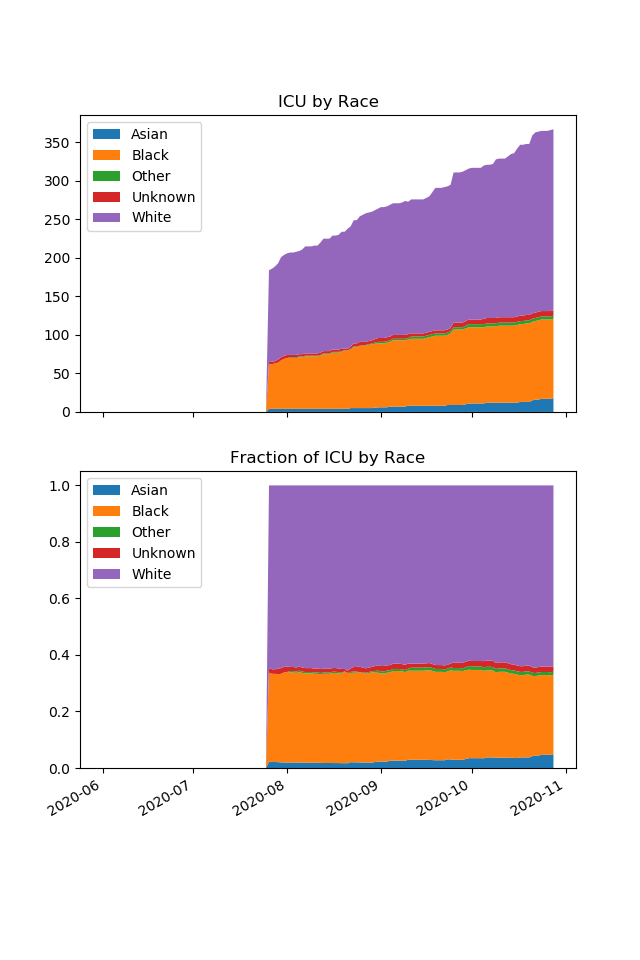 ICU by Race
350
300
250
200
150
100
50
0
Asian
Black
Other
Unknown
White
Fraction of ICU by Race
1.0
0.8
0.6
0.4
0.2
0.0
Asian
Black
Other
Unknown
White
2020-06
2020-07
2020-08
2020-09
2020-10
2020-11